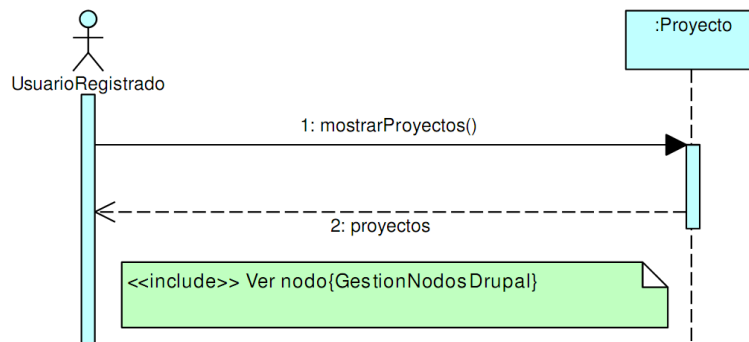 :Proyecto
UsuarioRegistrado
1: mostrarProyectos()
2: proyectos
<<include>> Ver nodo{GestionNodosDrupal}